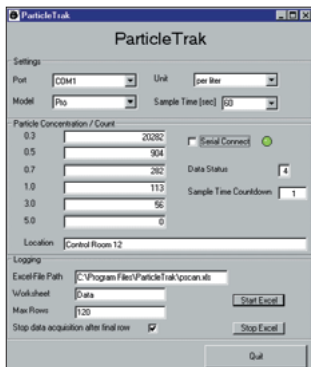 ParticleTrak
ParticleTrak
Settings
Port COM1 Unit per liter
Model Pro Sample Time [sec] 60
Particle Concentration / Count
0.3 20282 Serial Connect
0.5 904
0.7 282 Data Status 4
1.0 113 Sample Time Countdown 1
3.0 56
5.0 0
Location Control Room 12
Logging
Excel-File Path C:\Program Files\ParticleTrak\pscan.xls
Worksheet Data Start Excel
Max Rows 120
Stop data acquisition after final row Stop Excel
Quit